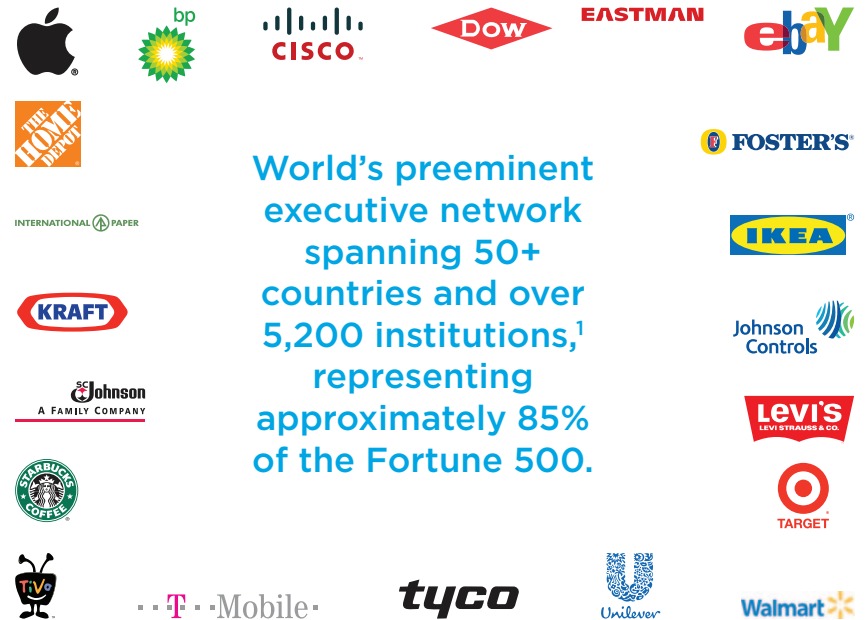 bp
CISCO™
Dow
EASTMAN
ebaY
THE
HOME
DEPOT
®
FOSTER'S®
INTERNATIONAL PAPER
IKEA
®
KRAFT
Johnson
Controls
SC Johnson
A FAMILY COMPANY
LEVI'S
LEVI STRAUSS & CO.
STARBUCKS
COFFEE
®
TARGET
World's preeminent
executive network
spanning 50+
countries and over
5,200 institutions,¹
representing
approximately 85%
of the Fortune 500.
TiVo
T··Mobile·
tyco
Unilever
Walmart